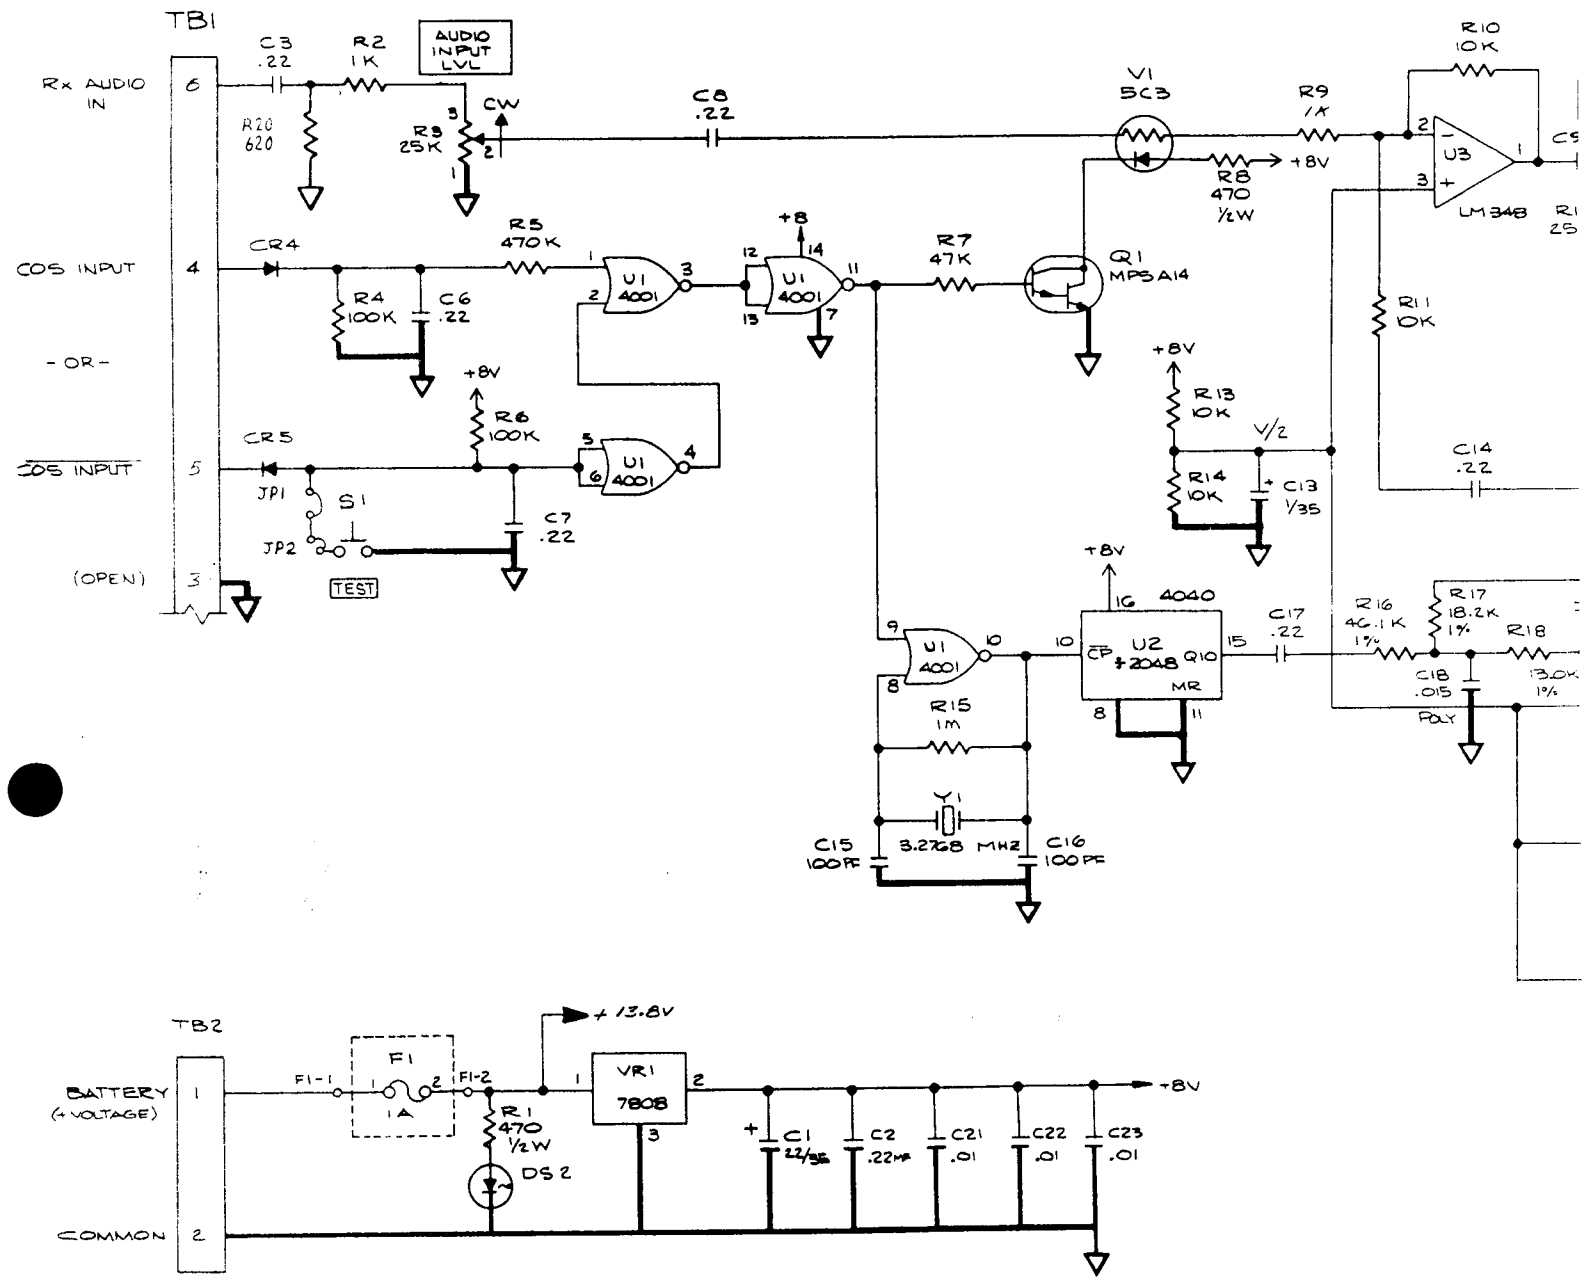 TB1
Rx AUDIO
IN
6
C3
.22
R2
1K
AUDIO
INPUT
LVL
R20
620
3
R3
25K
CW
2
1
C8
.22
V1
5C3
R9
1K
R10
10K
2
-
U3
1
3
+
LM348
C9
R8
470
1/2W
+8V
R1
25
COS INPUT
4
CR4
R4
100K
C6
.22
R5
470K
1
2
U1
4001
3
12
13
+8
14
U1
4001
11
7
R7
47K
Q1
MPSA14
R11
10K
- OR -
COS INPUT
5
CR5
JP1
S1
JP2
TEST
+8V
R6
100K
C7
.22
5
6
U1
4001
4
+8V
R13
10K
V/2
R14
10K
+
C13
1/35
C14
.22
(OPEN)
3
9
8
U1
4001
10
R15
1M
Y1
3.2768 MHZ
C15
100PF
C16
100PF
+8V
16
4040
10
CP
U2
÷2048
Q10
15
MR
8
11
C17
.22
R16
46.1K
1%
R17
18.2K
1%
R18
13.0K
1%
C18
.015
POLY
TB2
BATTERY
(+ VOLTAGE)
1
F1-1
F1
1
2
1A
F1-2
+ 13.8V
R1
470
1/2W
DS2
1
VR1
7808
2
3
+
C1
22/35
C2
.22MF
C21
.01
C22
.01
C23
.01
+8V
COMMON
2